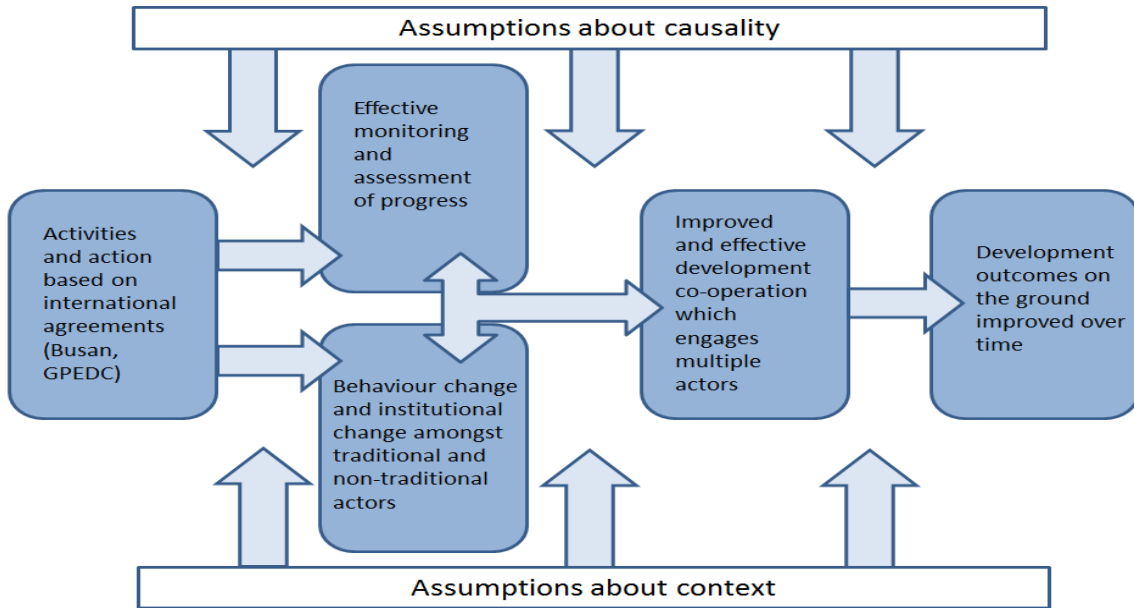 Assumptions about causality
Effective
monitoring
and
assessment
of progress
Activities
and action
based on
international
agreements
(Busan,
GPEDC)
Behaviour change
and institutional
change amongst
traditional and
non-traditional
actors
Improved
and effective
development
co-operation
which
engages
multiple
actors
Development
outcomes on
the ground
improved over
time
Assumptions about context